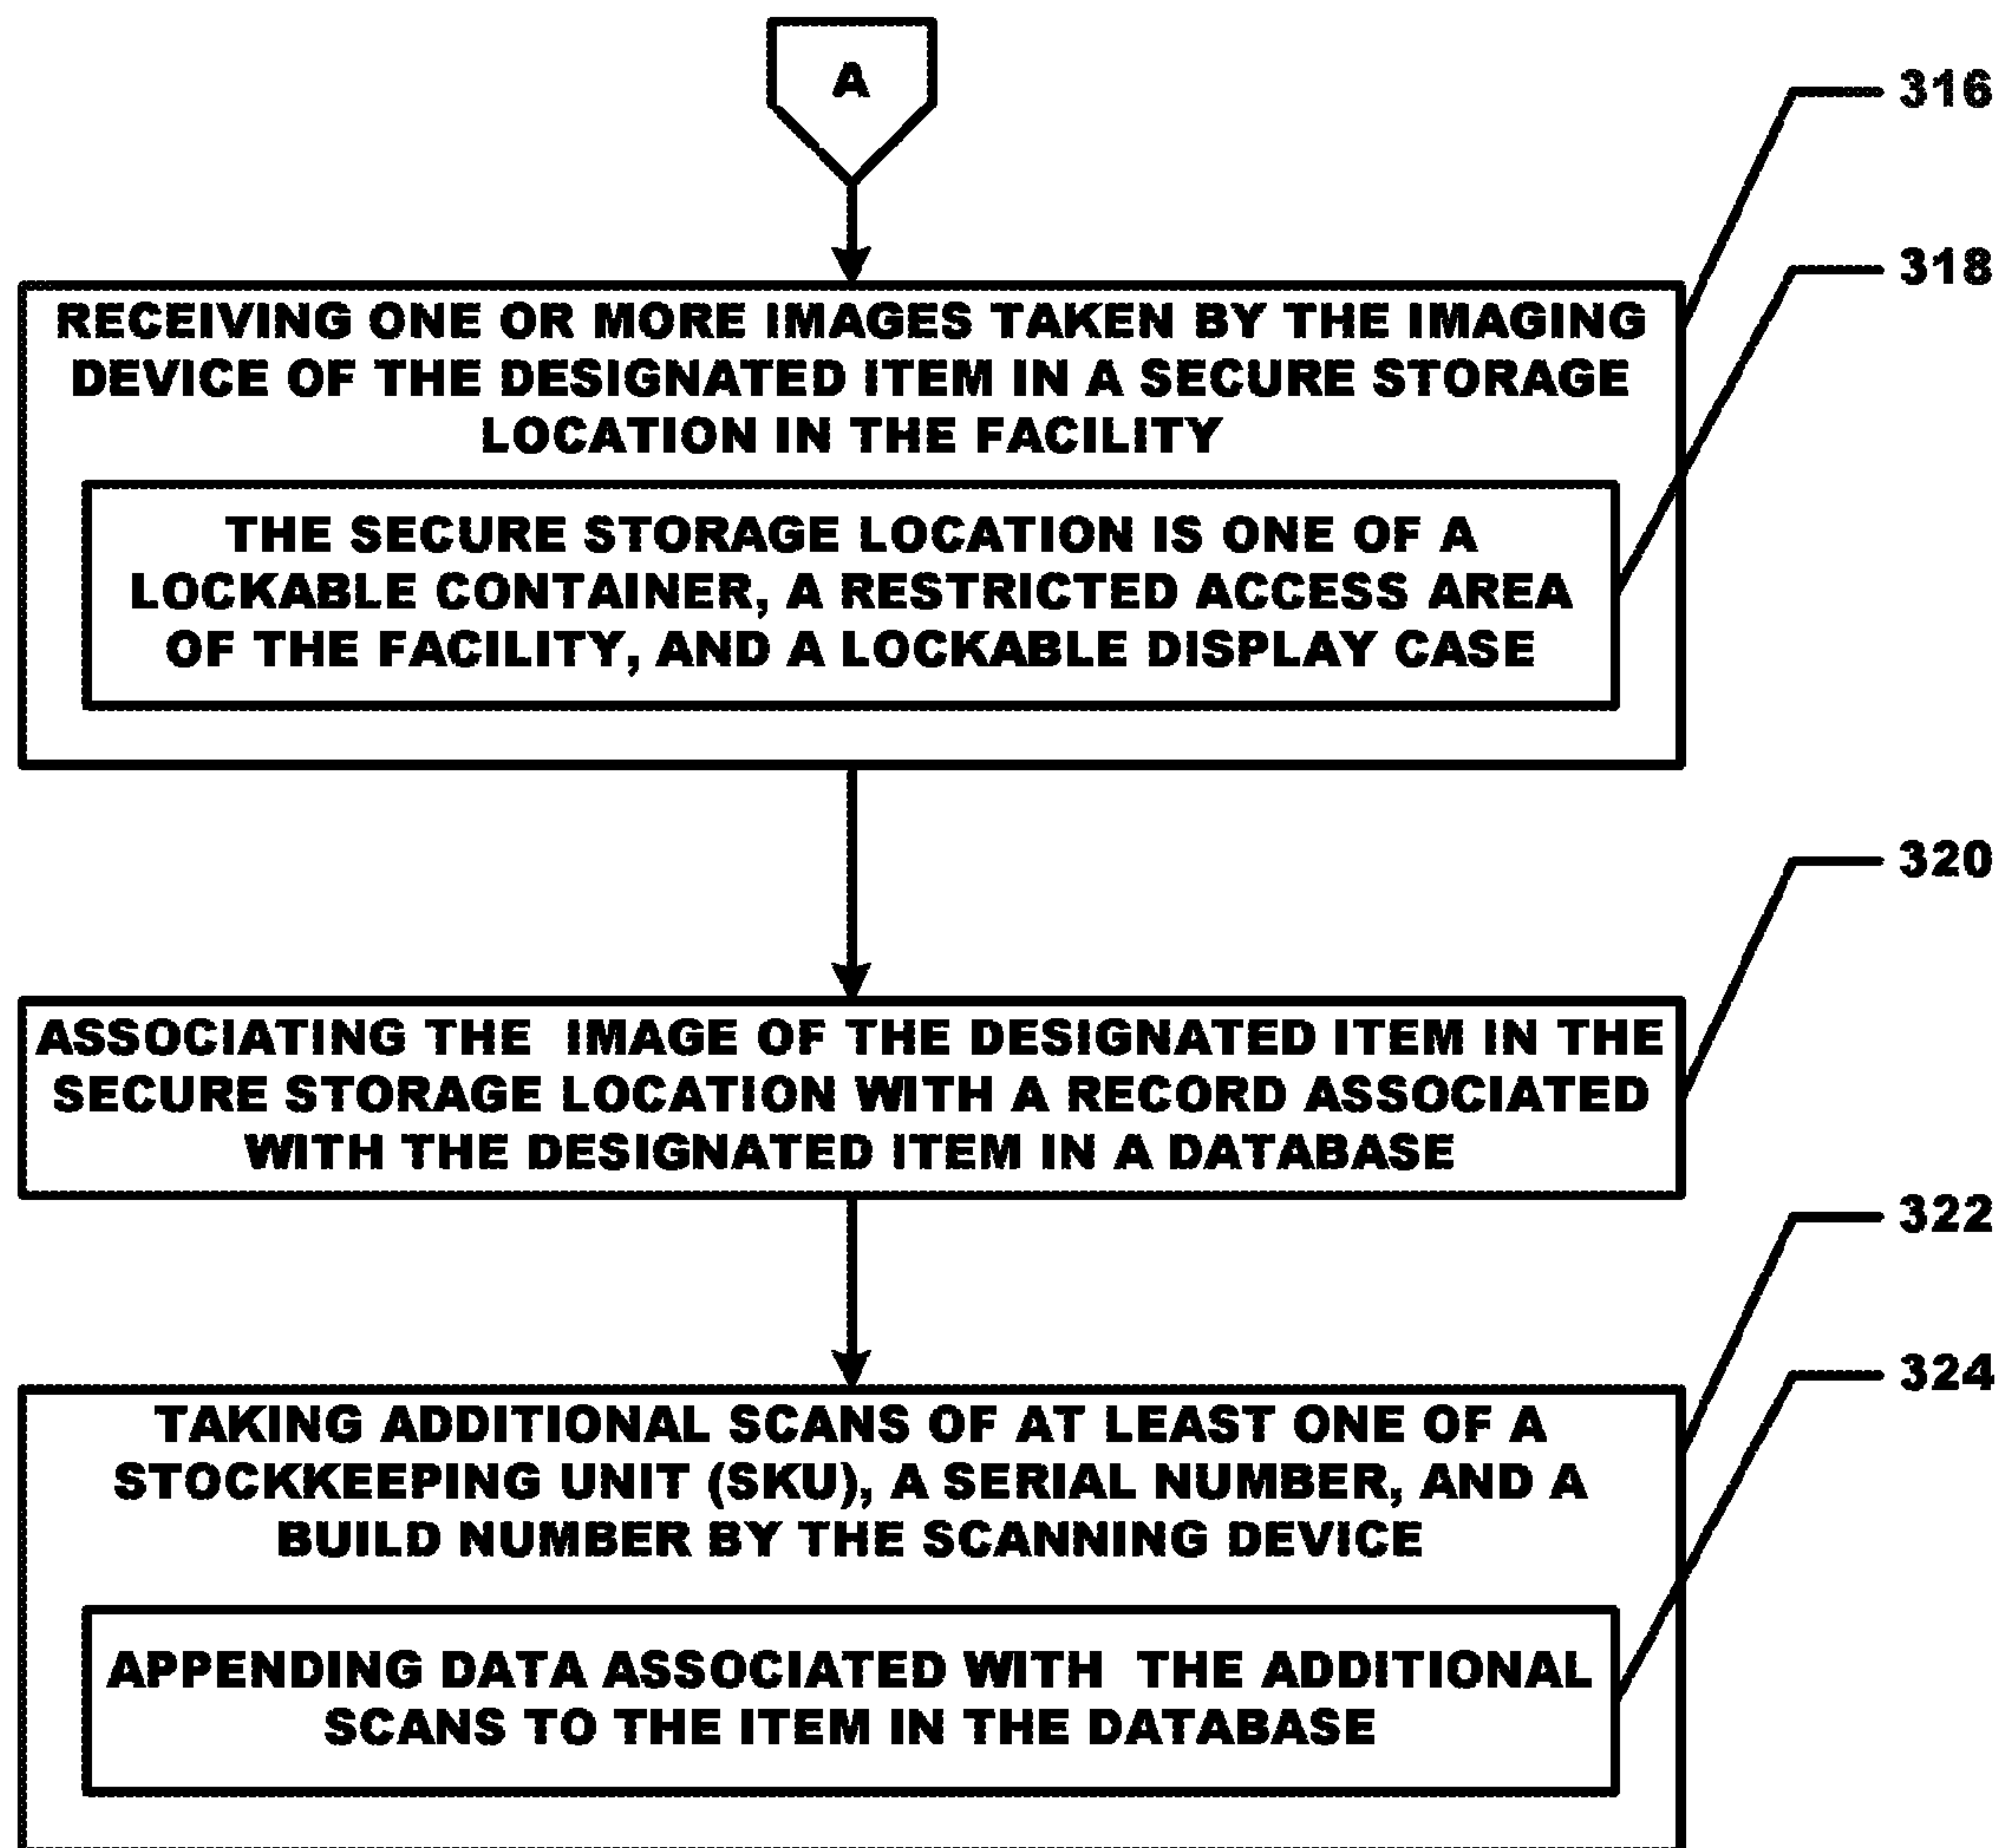 A
316
318
RECEIVING ONE OR MORE IMAGES TAKEN BY THE IMAGING
DEVICE OF THE DESIGNATED ITEM IN A SECURE STORAGE
LOCATION IN THE FACILITY
THE SECURE STORAGE LOCATION IS ONE OF A
LOCKABLE CONTAINER, A RESTRICTED ACCESS AREA
OF THE FACILITY, AND A LOCKABLE DISPLAY CASE
320
ASSOCIATING THE IMAGE OF THE DESIGNATED ITEM IN THE
SECURE STORAGE LOCATION WITH A RECORD ASSOCIATED
WITH THE DESIGNATED ITEM IN A DATABASE
322
324
TAKING ADDITIONAL SCANS OF AT LEAST ONE OF A
STOCKKEEPING UNIT (SKU), A SERIAL NUMBER, AND A
BUILD NUMBER BY THE SCANNING DEVICE
APPENDING DATA ASSOCIATED WITH THE ADDITIONAL
SCANS TO THE ITEM IN THE DATABASE